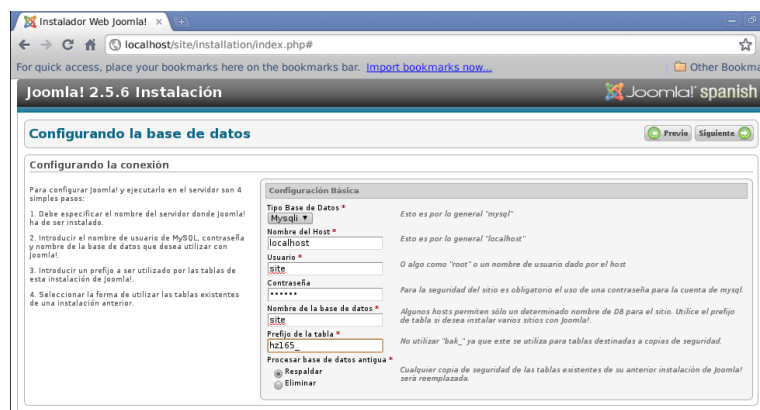 Instalador Web Joomla!
localhost/site/installation/index.php#
For quick access, place your bookmarks here on the bookmarks bar. Import bookmarks now...
Other Bookma
Joomla! 2.5.6 Instalación
Joomla! spanish
Configurando la base de datos
Previo
Siguiente
Configurando la conexión
Para configurar Joomla! y ejecutarlo en el servidor son 4
simples pasos:
1. Debe especificar el nombre del servidor donde Joomla!
ha de ser instalado.
2. Introducir el nombre de usuario de MySQL, contraseña
y nombre de la base de datos que desea utilizar con
Joomla!.
3. Introducir un prefijo a ser utilizado por las tablas de
esta instalación de Joomla!.
4. Seleccionar la forma de utilizar las tablas existentes
de una instalación anterior.
Configuración Básica
Tipo Base de Datos *
Mysqli
Esto es por lo general "mysql"
Nombre del Host *
localhost
Esto es por lo general "localhost"
Usuario *
site
O algo como "root" o un nombre de usuario dado por el host
Contraseña
••••••
Para la seguridad del sitio es obligatorio el uso de una contraseña para la cuenta de mysql.
Nombre de la base de datos *
site
Algunos hosts permiten sólo un determinado nombre de DB para el sitio. Utilice el prefijo
de tabla si desea instalar varios sitios con Joomla!.
Prefijo de la tabla *
hz165_
No utilizar "bak_" ya que este se utiliza para tablas destinadas a copias de seguridad.
Procesar base de datos antigua *
Respaldar
Eliminar
Cualquier copia de seguridad de las tablas existentes de su anterior instalación de Joomla!
será reemplazada.